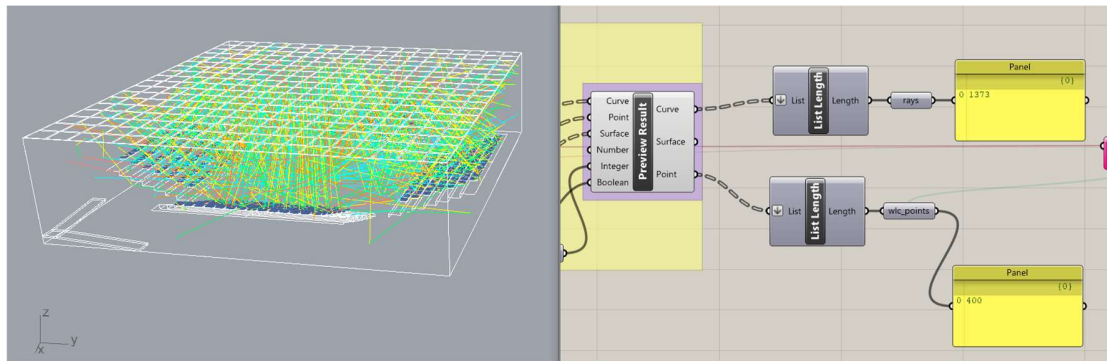 z
y
x
Curve
Point
Surface
Number
Integer
Boolean
Preview Result
Curve
Surface
Point
List
List Length
Length
rays
Panel
{0}
0 1373
List
List Length
Length
wlc_points
Panel
{0}
0 400